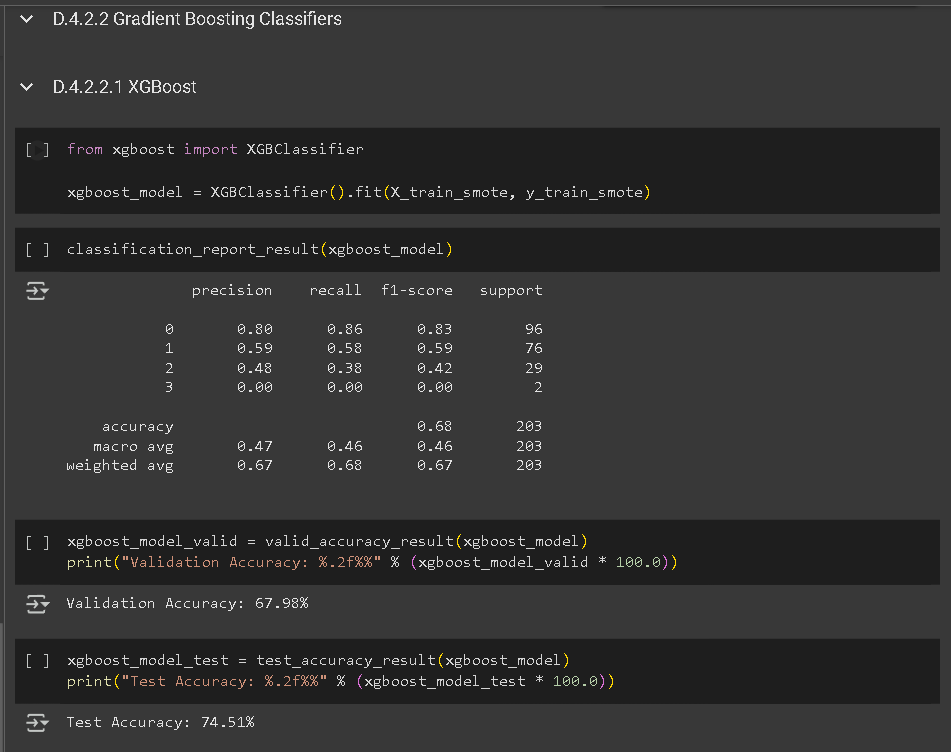 D.4.2.2 Gradient Boosting Classifiers
D.4.2.2.1 XGBoost
[ ] from xgboost import XGBClassifier
xgboost_model = XGBClassifier().fit(X_train_smote, y_train_smote)
[ ] classification_report_result(xgboost_model)
precision recall f1-score support
0 0.80 0.86 0.83 96
1 0.59 0.58 0.59 76
2 0.48 0.38 0.42 29
3 0.00 0.00 0.00 2
accuracy 0.68 203
macro avg 0.47 0.46 0.46 203
weighted avg 0.67 0.68 0.67 203
[ ] xgboost_model_valid = valid_accuracy_result(xgboost_model)
print("Validation Accuracy: %.2f%%" % (xgboost_model_valid * 100.0))
Validation Accuracy: 67.98%
[ ] xgboost_model_test = test_accuracy_result(xgboost_model)
print("Test Accuracy: %.2f%%" % (xgboost_model_test * 100.0))
Test Accuracy: 74.51%